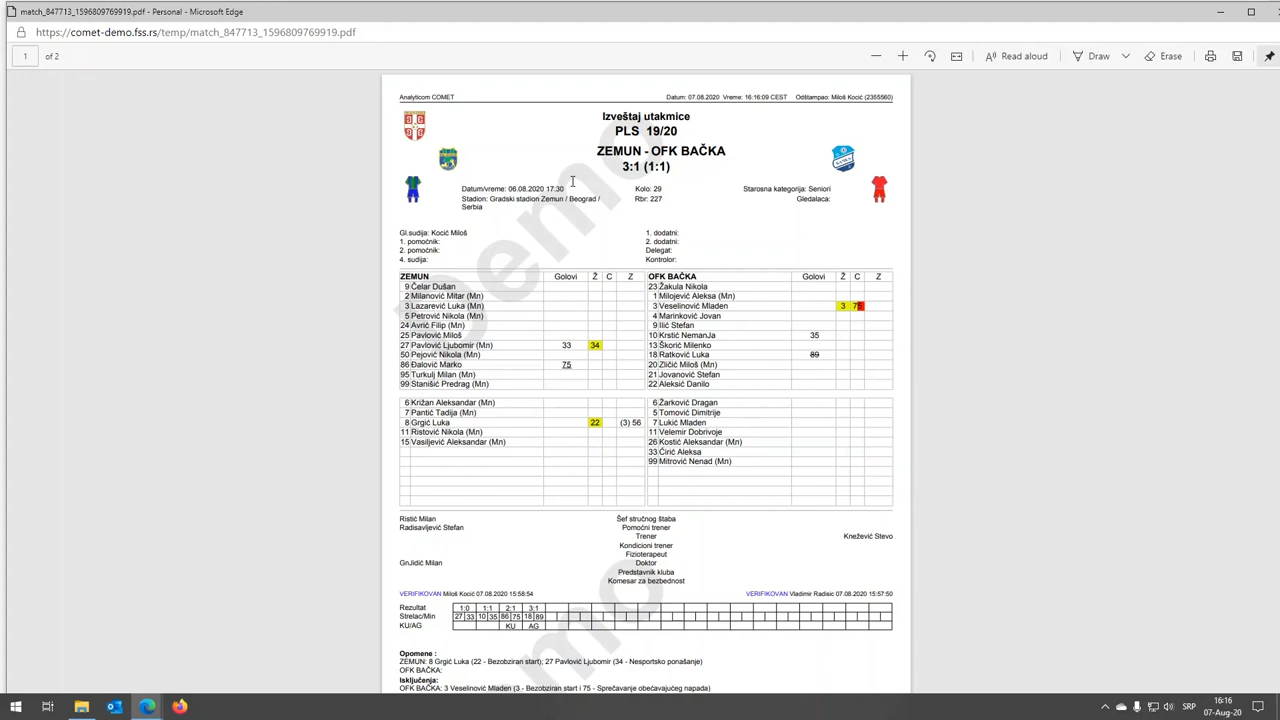 match_847713_1596809769919.pdf - Personal - Microsoft Edge
https://comet-demo.fss.rs/temp/match_847713_1596809769919.pdf
1 of 2 Read aloud Draw Erase
Analyticom COMET Datum: 07.08.2020 Vreme: 16:16:09 CEST Odštampao: Miloš Kocić (2355560)
Izveštaj utakmice
PLS 19/20
ZEMUN - OFK BAČKA
3:1 (1:1)
Datum/vreme: 06.08.2020 17:30 Kolo: 29 Starosna kategorija: Seniori
Stadion: Gradski stadion Zemun / Beograd / Rbr: 227 Gledalaca:
Serbia
Gl.sudija: Kocić Miloš 1. dodatni:
1. pomoćnik: 2. dodatni:
2. pomoćnik: Delegat:
4. sudija: Kontrolor:
ZEMUN Golovi Ž C Z OFK BAČKA Golovi Ž C Z
9 Čelar Dušan 23 Žakula Nikola
2 Milanović Mitar (Mn) 1 Milojević Aleksa (Mn)
3 Lazarević Luka (Mn) 3 Veselinović Mladen 3 75
5 Petrović Nikola (Mn) 4 Marinković Jovan
24 Avrić Filip (Mn) 9 Ilić Stefan
25 Pavlović Miloš 10 Krstić NemanJa 35
27 Pavlović Ljubomir (Mn) 33 34 13 Škorić Milenko
50 Pejović Nikola (Mn) 18 Ratković Luka 89
86 Đalović Marko 75 20 Zličić Miloš (Mn)
95 Turkulj Milan (Mn) 21 Jovanović Stefan
99 Stanišić Predrag (Mn) 22 Aleksić Danilo
6 Križan Aleksandar (Mn) 6 Žarković Dragan
7 Pantić Tadija (Mn) 5 Tomović Dimitrije
8 Grgić Luka 22 (3) 56 7 Lukić Mladen
11 Ristović Nikola (Mn) 11 Velemir Dobrivoje
15 Vasiljević Aleksandar (Mn) 26 Kostić Aleksandar (Mn)
33 Ćirić Aleksa
99 Mitrović Nenad (Mn)
Ristić Milan Šef stručnog štaba
Radisavljević Stefan Pomoćni trener
Trener Knežević Stevo
Kondicioni trener
Fizioterapeut
GnJidić Milan Doktor
Predstavnik kluba
Komesar za bezbednost
VERIFIKOVAN Miloš Kocić 07.08.2020 15:58:54 VERIFIKOVAN Vladimir Radisic 07.08.2020 15:57:50
Rezultat 1:0 1:1 2:1 3:1
Strelac/Min 27 33 10 35 86 75 18 89
KU/AG KU AG
Opomene :
ZEMUN: 8 Grgić Luka (22 - Bezobziran start); 27 Pavlović Ljubomir (34 - Nesportsko ponašanje)
OFK BAČKA:
Isključenja:
OFK BAČKA: 3 Veselinović Mladen (3 - Bezobziran start i 75 - Sprečavanje obećavajućeg napada)
Demo
SRP
16:16
07-Aug-20